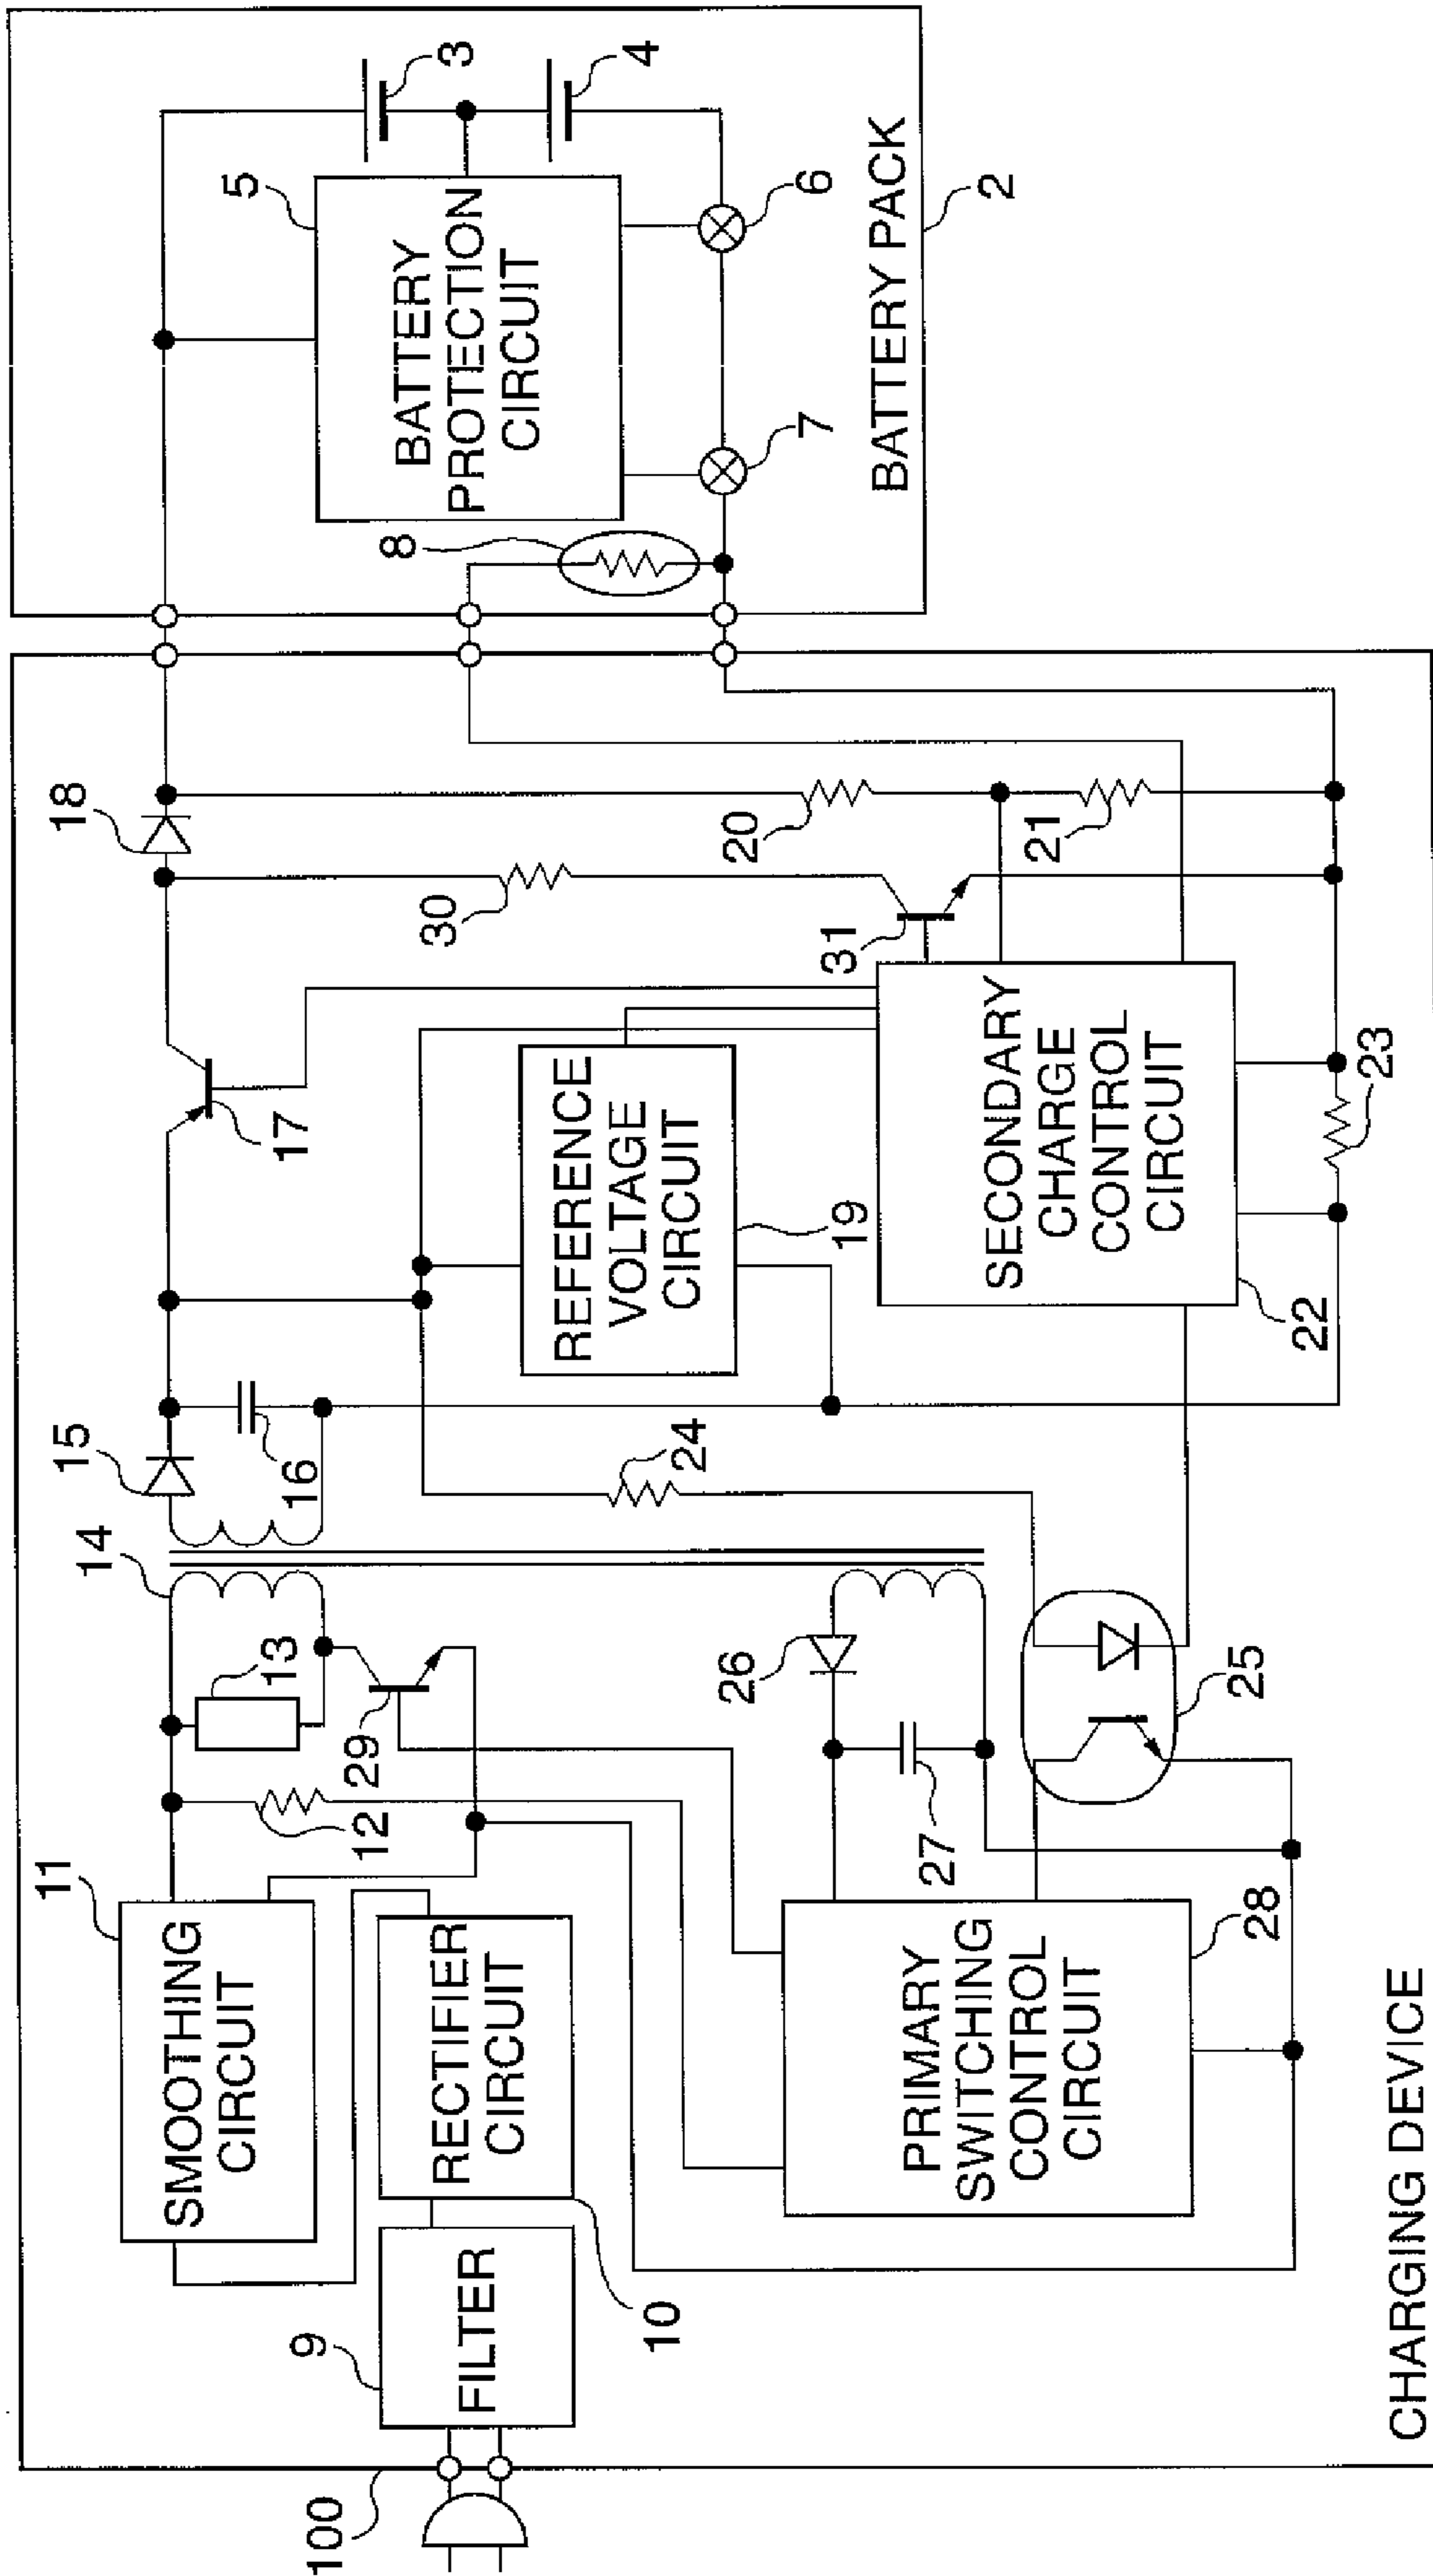 100
9
FILTER
10
RECTIFIER
CIRCUIT
11
SMOOTHING
CIRCUIT
12
13
29
14
15
16
17
18
30
20
31
21
REFERENCE
VOLTAGE
CIRCUIT
19
SECONDARY
CHARGE
CONTROL
CIRCUIT
22
23
24
25
26
27
PRIMARY
SWITCHING
CONTROL
CIRCUIT
28
CHARGING DEVICE
8
5
BATTERY
PROTECTION
CIRCUIT
3
4
6
7
BATTERY PACK
2